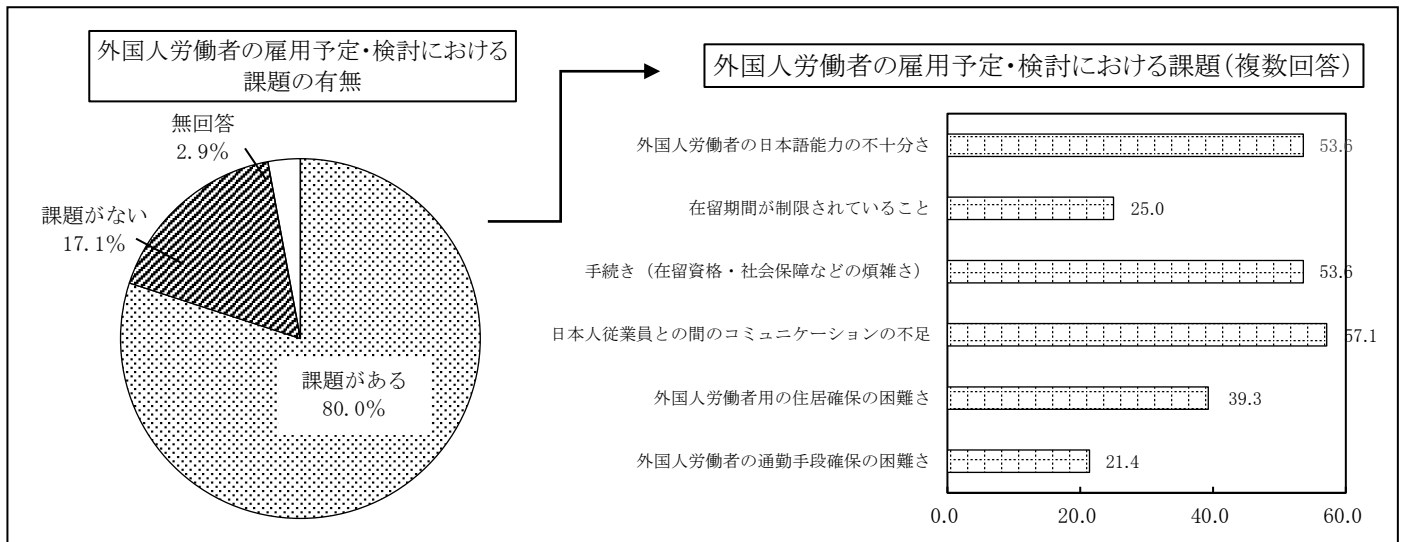 外国人労働者の雇用予定・検討における
課題の有無
外国人労働者の雇用予定・検討における課題(複数回答)
無回答
2.9%
課題がない
17.1%
課題がある
80.0%
外国人労働者の日本語能力の不十分さ
53.6
在留期間が制限されていること
25.0
手続き（在留資格・社会保障などの煩雑さ）
53.6
日本人従業員との間のコミュニケーションの不足
57.1
外国人労働者用の住居確保の困難さ
39.3
外国人労働者の通勤手段確保の困難さ
21.4
0.0
20.0
40.0
60.0